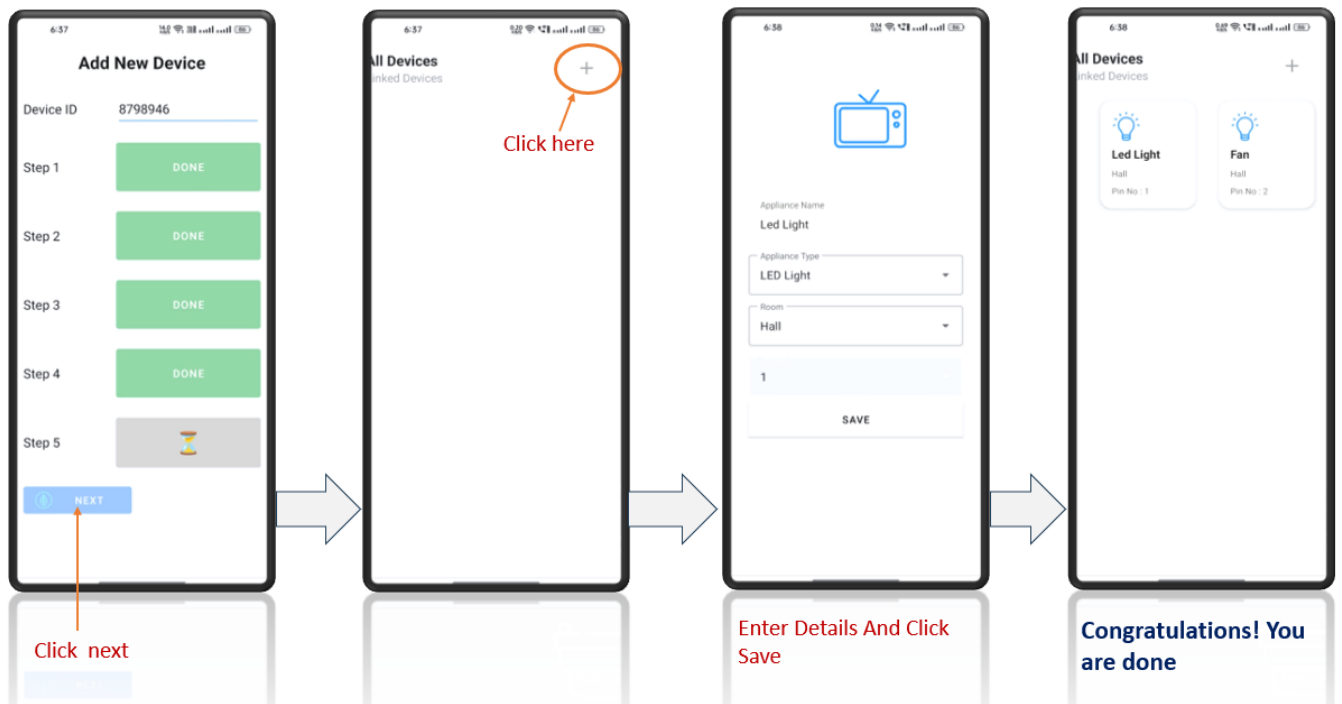 6:37
Add New Device
Device ID 8798946
Step 1 DONE
Step 2 DONE
Step 3 DONE
Step 4 DONE
Step 5
NEXT
Click next
6:37
All Devices
inked Devices
+
Click here
6:38
Appliance Name
Led Light
Appliance Type
LED Light
Room
Hall
1
SAVE
Enter Details And Click
Save
6:38
All Devices
inked Devices
+
Led Light
Hall
Pin No : 1
Fan
Hall
Pin No : 2
Congratulations! You
are done